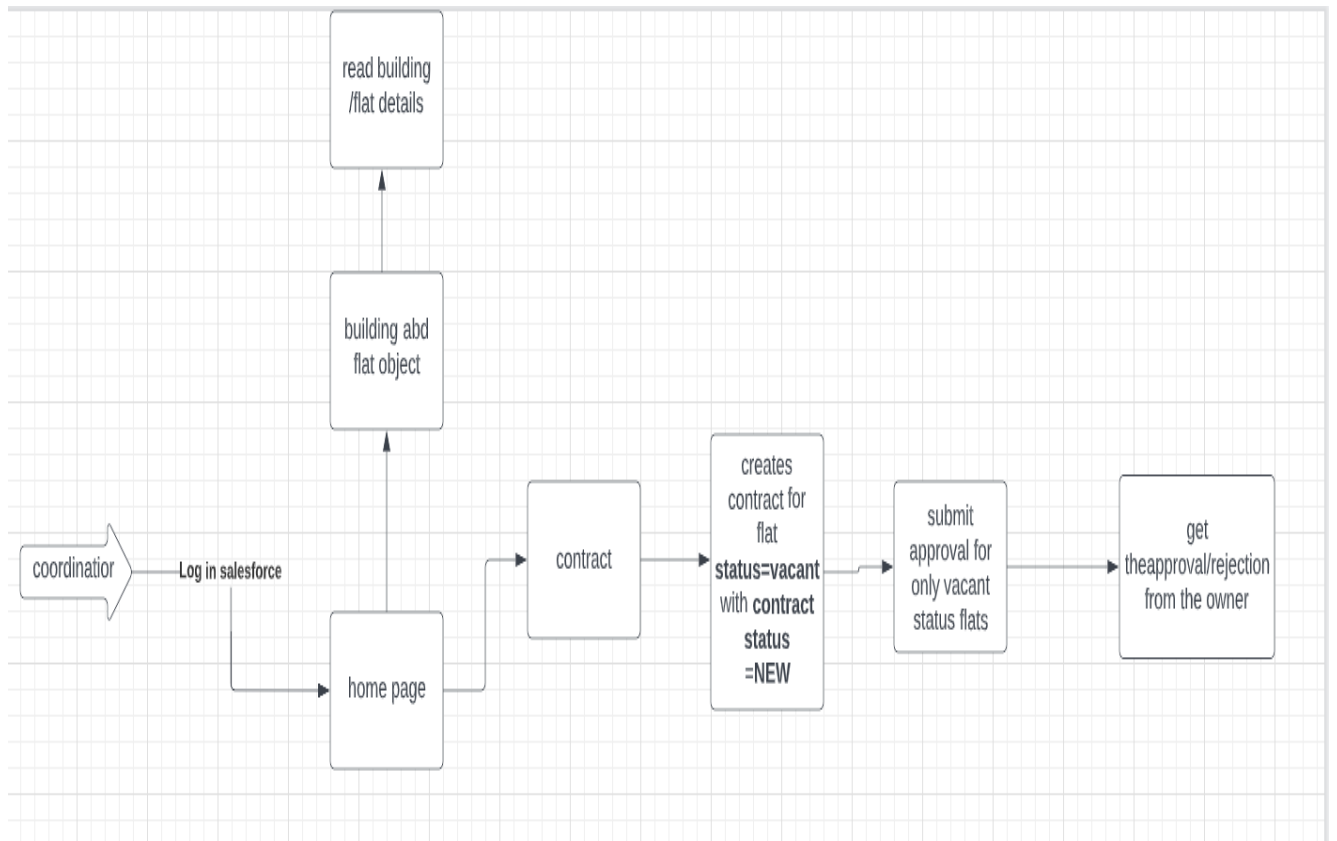 read building
/flat details
building abd
flat object
coordinatior
Log in salesforce
home page
contract
creates
contract for
flat
status=vacant
with contract
status
=NEW
submit
approval for
only vacant
status flats
get
theapproval/rejection
from the owner